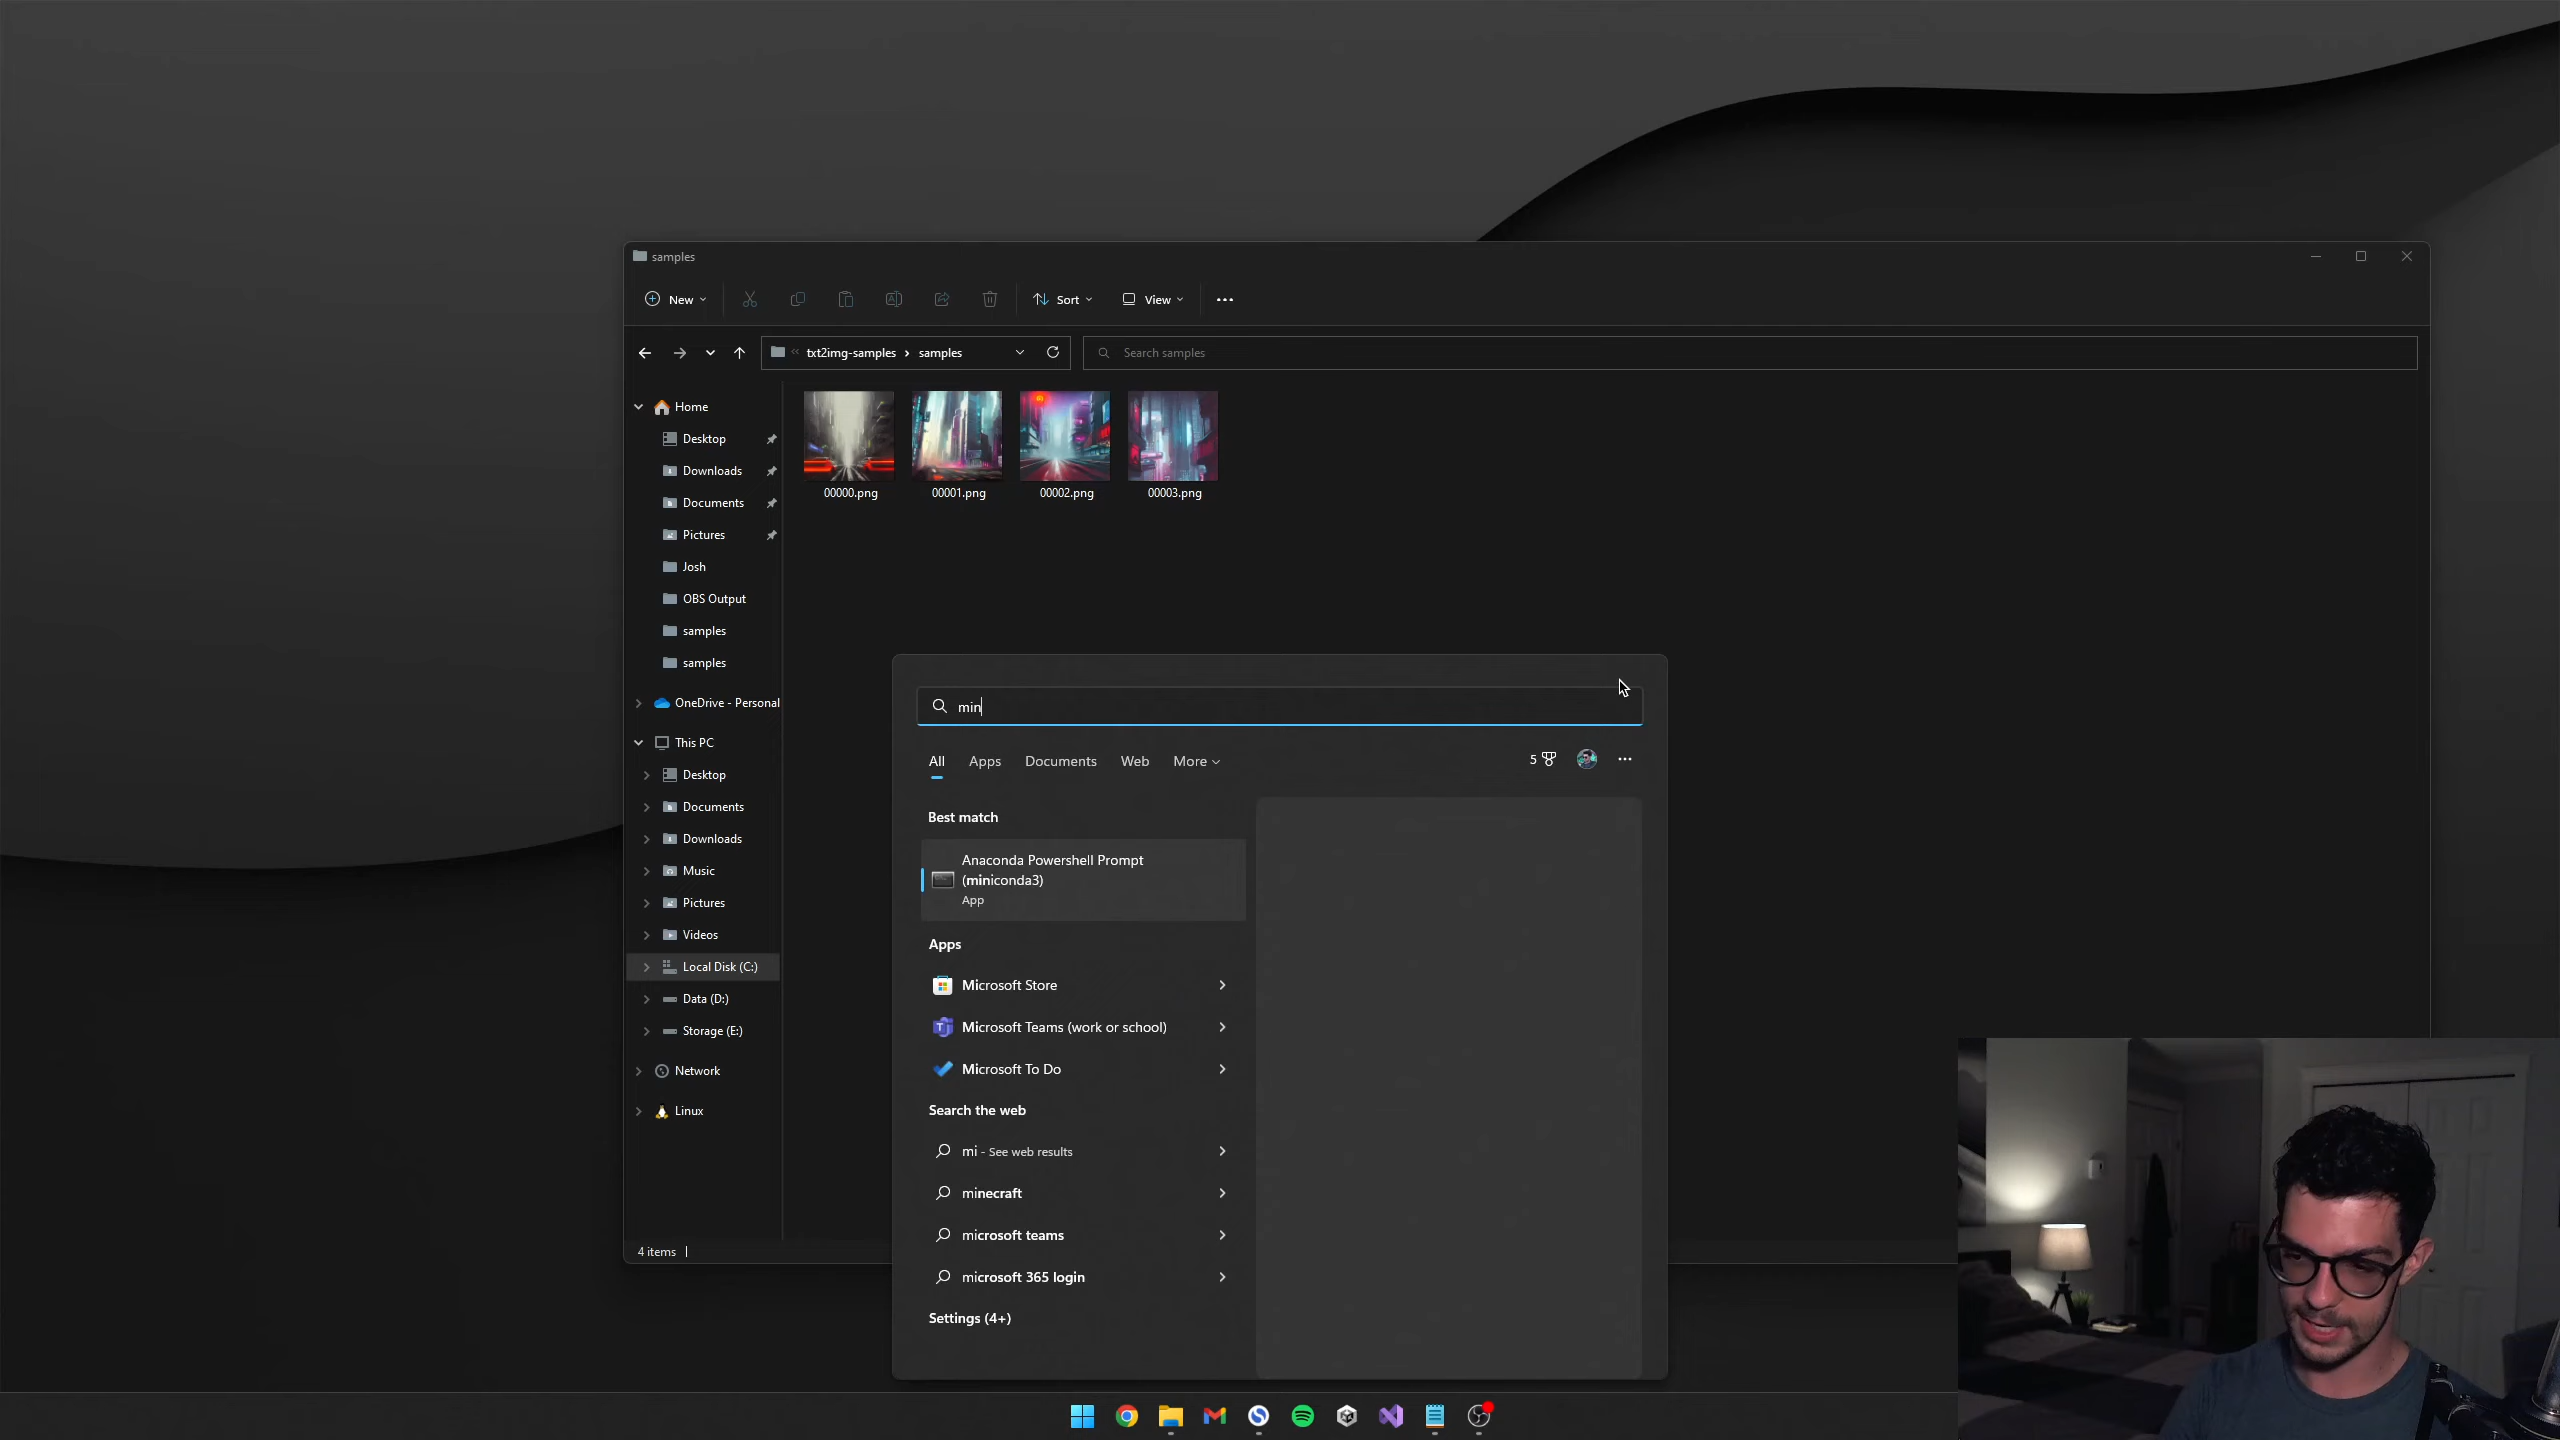 samples
New
Sort
View
txt2img-samples
samples
Search samples
Home
Desktop
Downloads
Documents
Pictures
Josh
OBS Output
samples
samples
OneDrive - Personal
This PC
Desktop
Documents
Downloads
Music
Pictures
Videos
Local Disk (C:)
Data (D:)
Storage (E:)
Network
Linux
4 items
00000.png
00001.png
00002.png
00003.png
min
All
Apps
Documents
Web
More
5
Best match
Anaconda Powershell Prompt
(miniconda3)
App
Apps
Microsoft Store
Microsoft Teams (work or school)
Microsoft To Do
Search the web
mi - See web results
minecraft
microsoft teams
microsoft 365 login
Settings (4+)